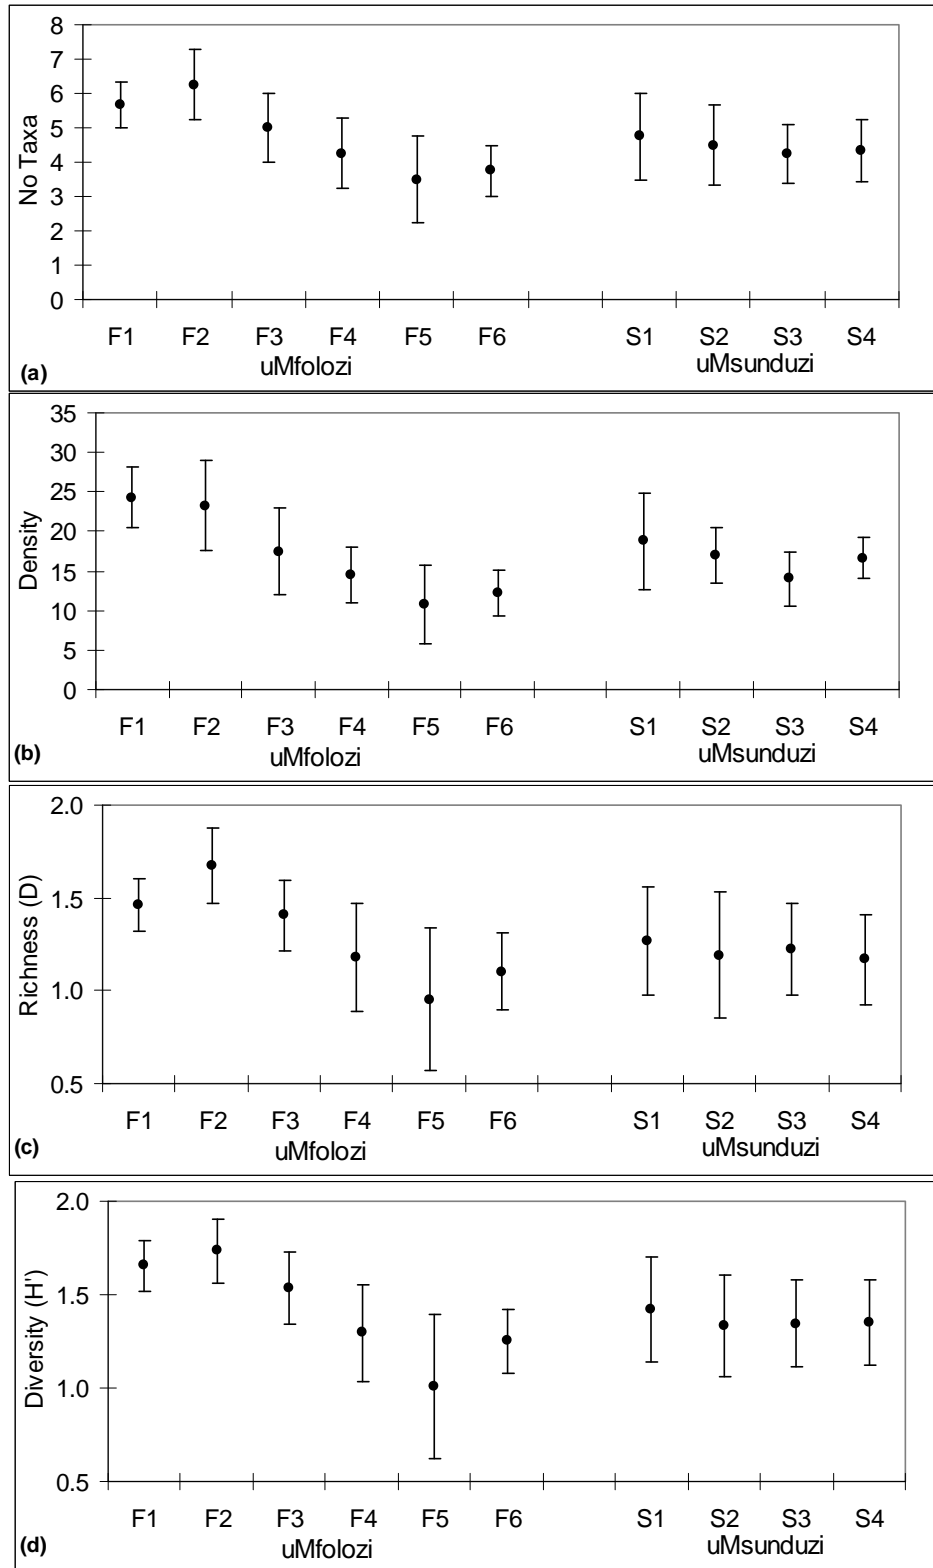 8
7
6
5
4
3
2
1
0
No Taxa
F1 F2 F3 F4 F5 F6 S1 S2 S3 S4
uMfolozi uMsunduzi
(a)
35
30
25
20
15
10
5
0
Density
F1 F2 F3 F4 F5 F6 S1 S2 S3 S4
uMfolozi uMsunduzi
(b)
2.0
1.5
1.0
0.5
Richness (D)
F1 F2 F3 F4 F5 F6 S1 S2 S3 S4
uMfolozi uMsunduzi
(c)
2.0
1.5
1.0
0.5
Diversity (H')
F1 F2 F3 F4 F5 F6 S1 S2 S3 S4
uMfolozi uMsunduzi
(d)